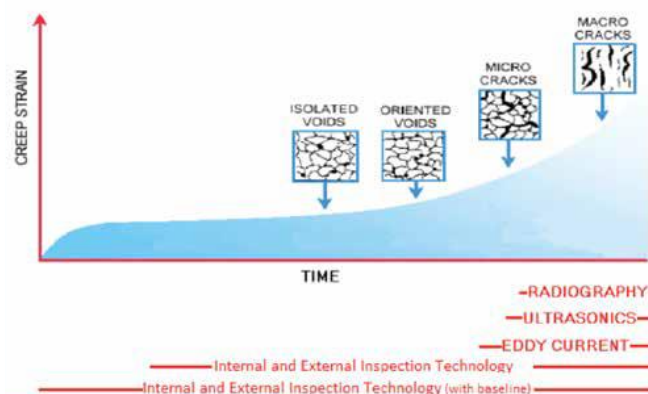 MACRO
CRACKS
MICRO
CRACKS
ISOLATED
VOIDS
ORIENTED
VOIDS
CREEP STRAIN
TIME
RADIOGRAPHY
ULTRASONICS
EDDY CURRENT
Internal and External Inspection Technology
Internal and External Inspection Technology (with baseline)